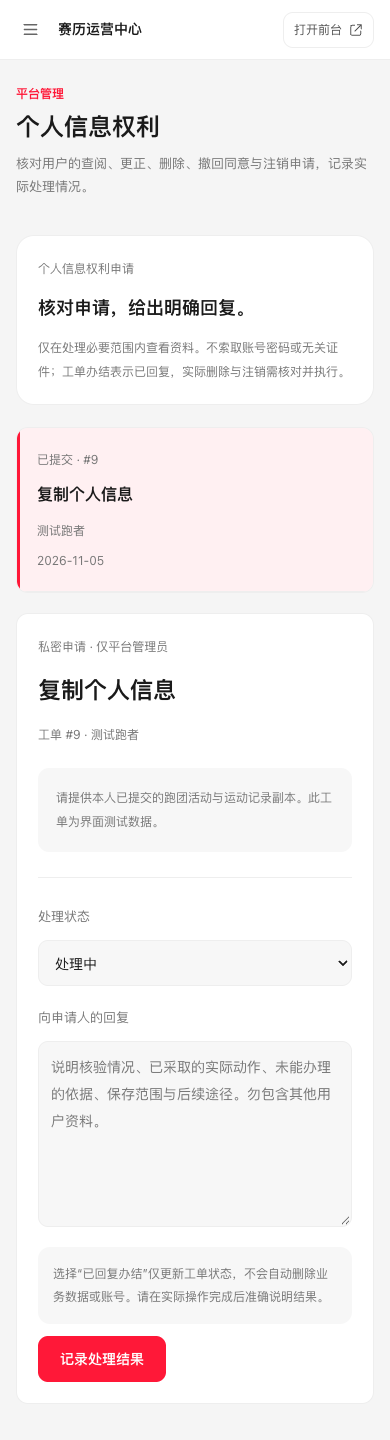 赛历运营中心
打开前台
平台管理
个人信息权利
核对用户的查阅、更正、删除、撤回同意与注销申请，记录实
际处理情况。
个人信息权利申请
核对申请，给出明确回复。
仅在处理必要范围内查看资料。不索取账号密码或无关证
件；工单办结表示已回复，实际删除与注销需核对并执行。
已提交 · #9
复制个人信息
测试跑者
2026-11-05
私密申请 · 仅平台管理员
复制个人信息
工单 #9 · 测试跑者
请提供本人已提交的跑团活动与运动记录副本。此工
单为界面测试数据。
处理状态
处理中
向申请人的回复
说明核验情况、已采取的实际动作、未能办理
的依据、保存范围与后续途径。勿包含其他用
户资料。
选择“已回复办结”仅更新工单状态，不会自动删除业
务数据或账号。请在实际操作完成后准确说明结果。
记录处理结果